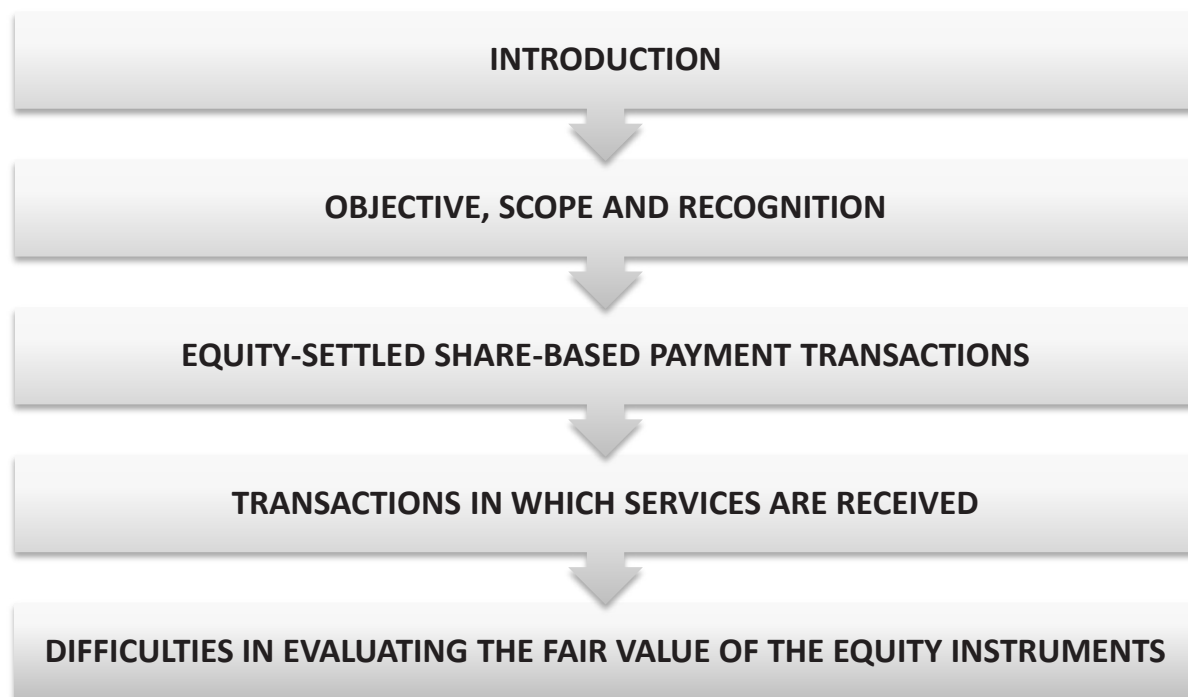 INTRODUCTION
OBJECTIVE, SCOPE AND RECOGNITION
EQUITY-SETTLED SHARE-BASED PAYMENT TRANSACTIONS
TRANSACTIONS IN WHICH SERVICES ARE RECEIVED
DIFFICULTIES IN EVALUATING THE FAIR VALUE OF THE EQUITY INSTRUMENTS